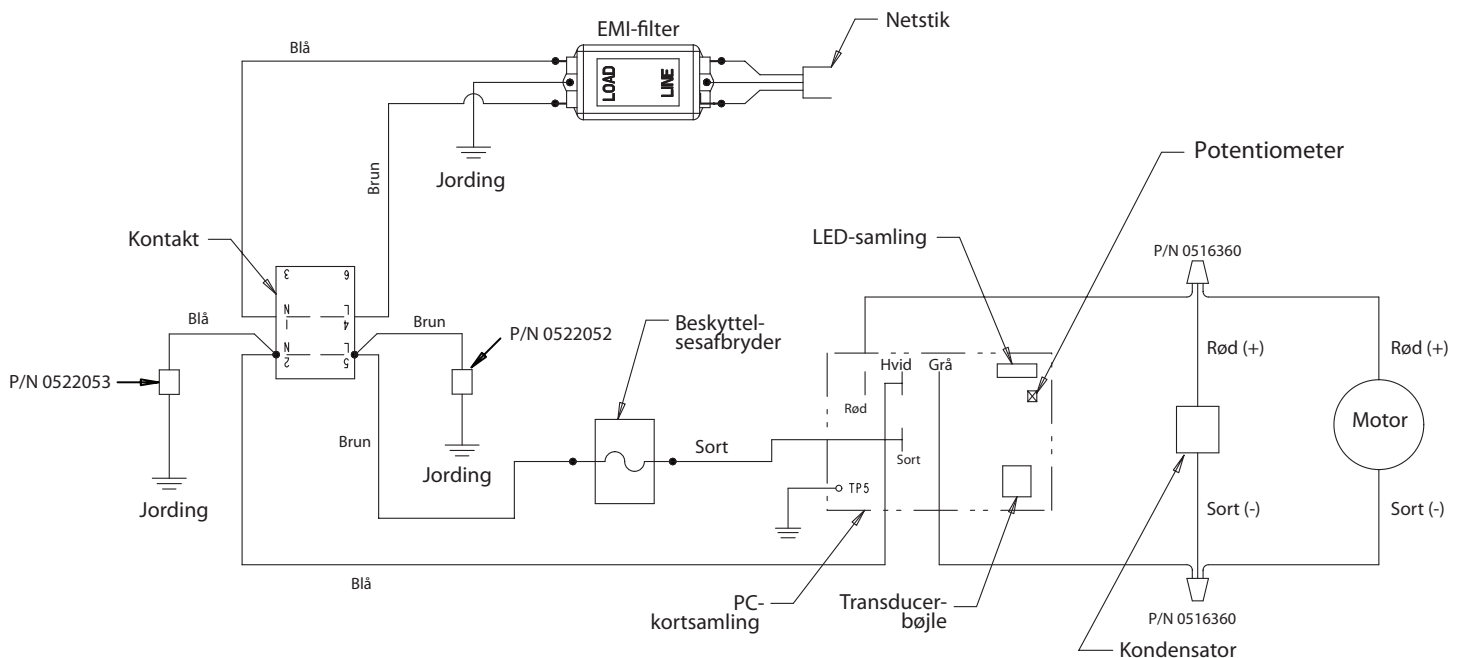 Netstik
EMI-filter
Blå
LOAD
LINE
Jording
Brun
Potentiometer
Kontakt
LED-samling
P/N 0516360
3 6
N L
1 4
N L
2 5
Blå
Brun
P/N 0522052
Beskyttel-
sesafbryder
P/N 0522053
Hvid
Grå
Rød
Rød (+)
Rød (+)
Motor
Brun
Sort
Sort
Jording
Jording
TP5
Sort (-)
Sort (-)
Blå
PC-
kortsamling
Transducer-
bøjle
P/N 0516360
Kondensator